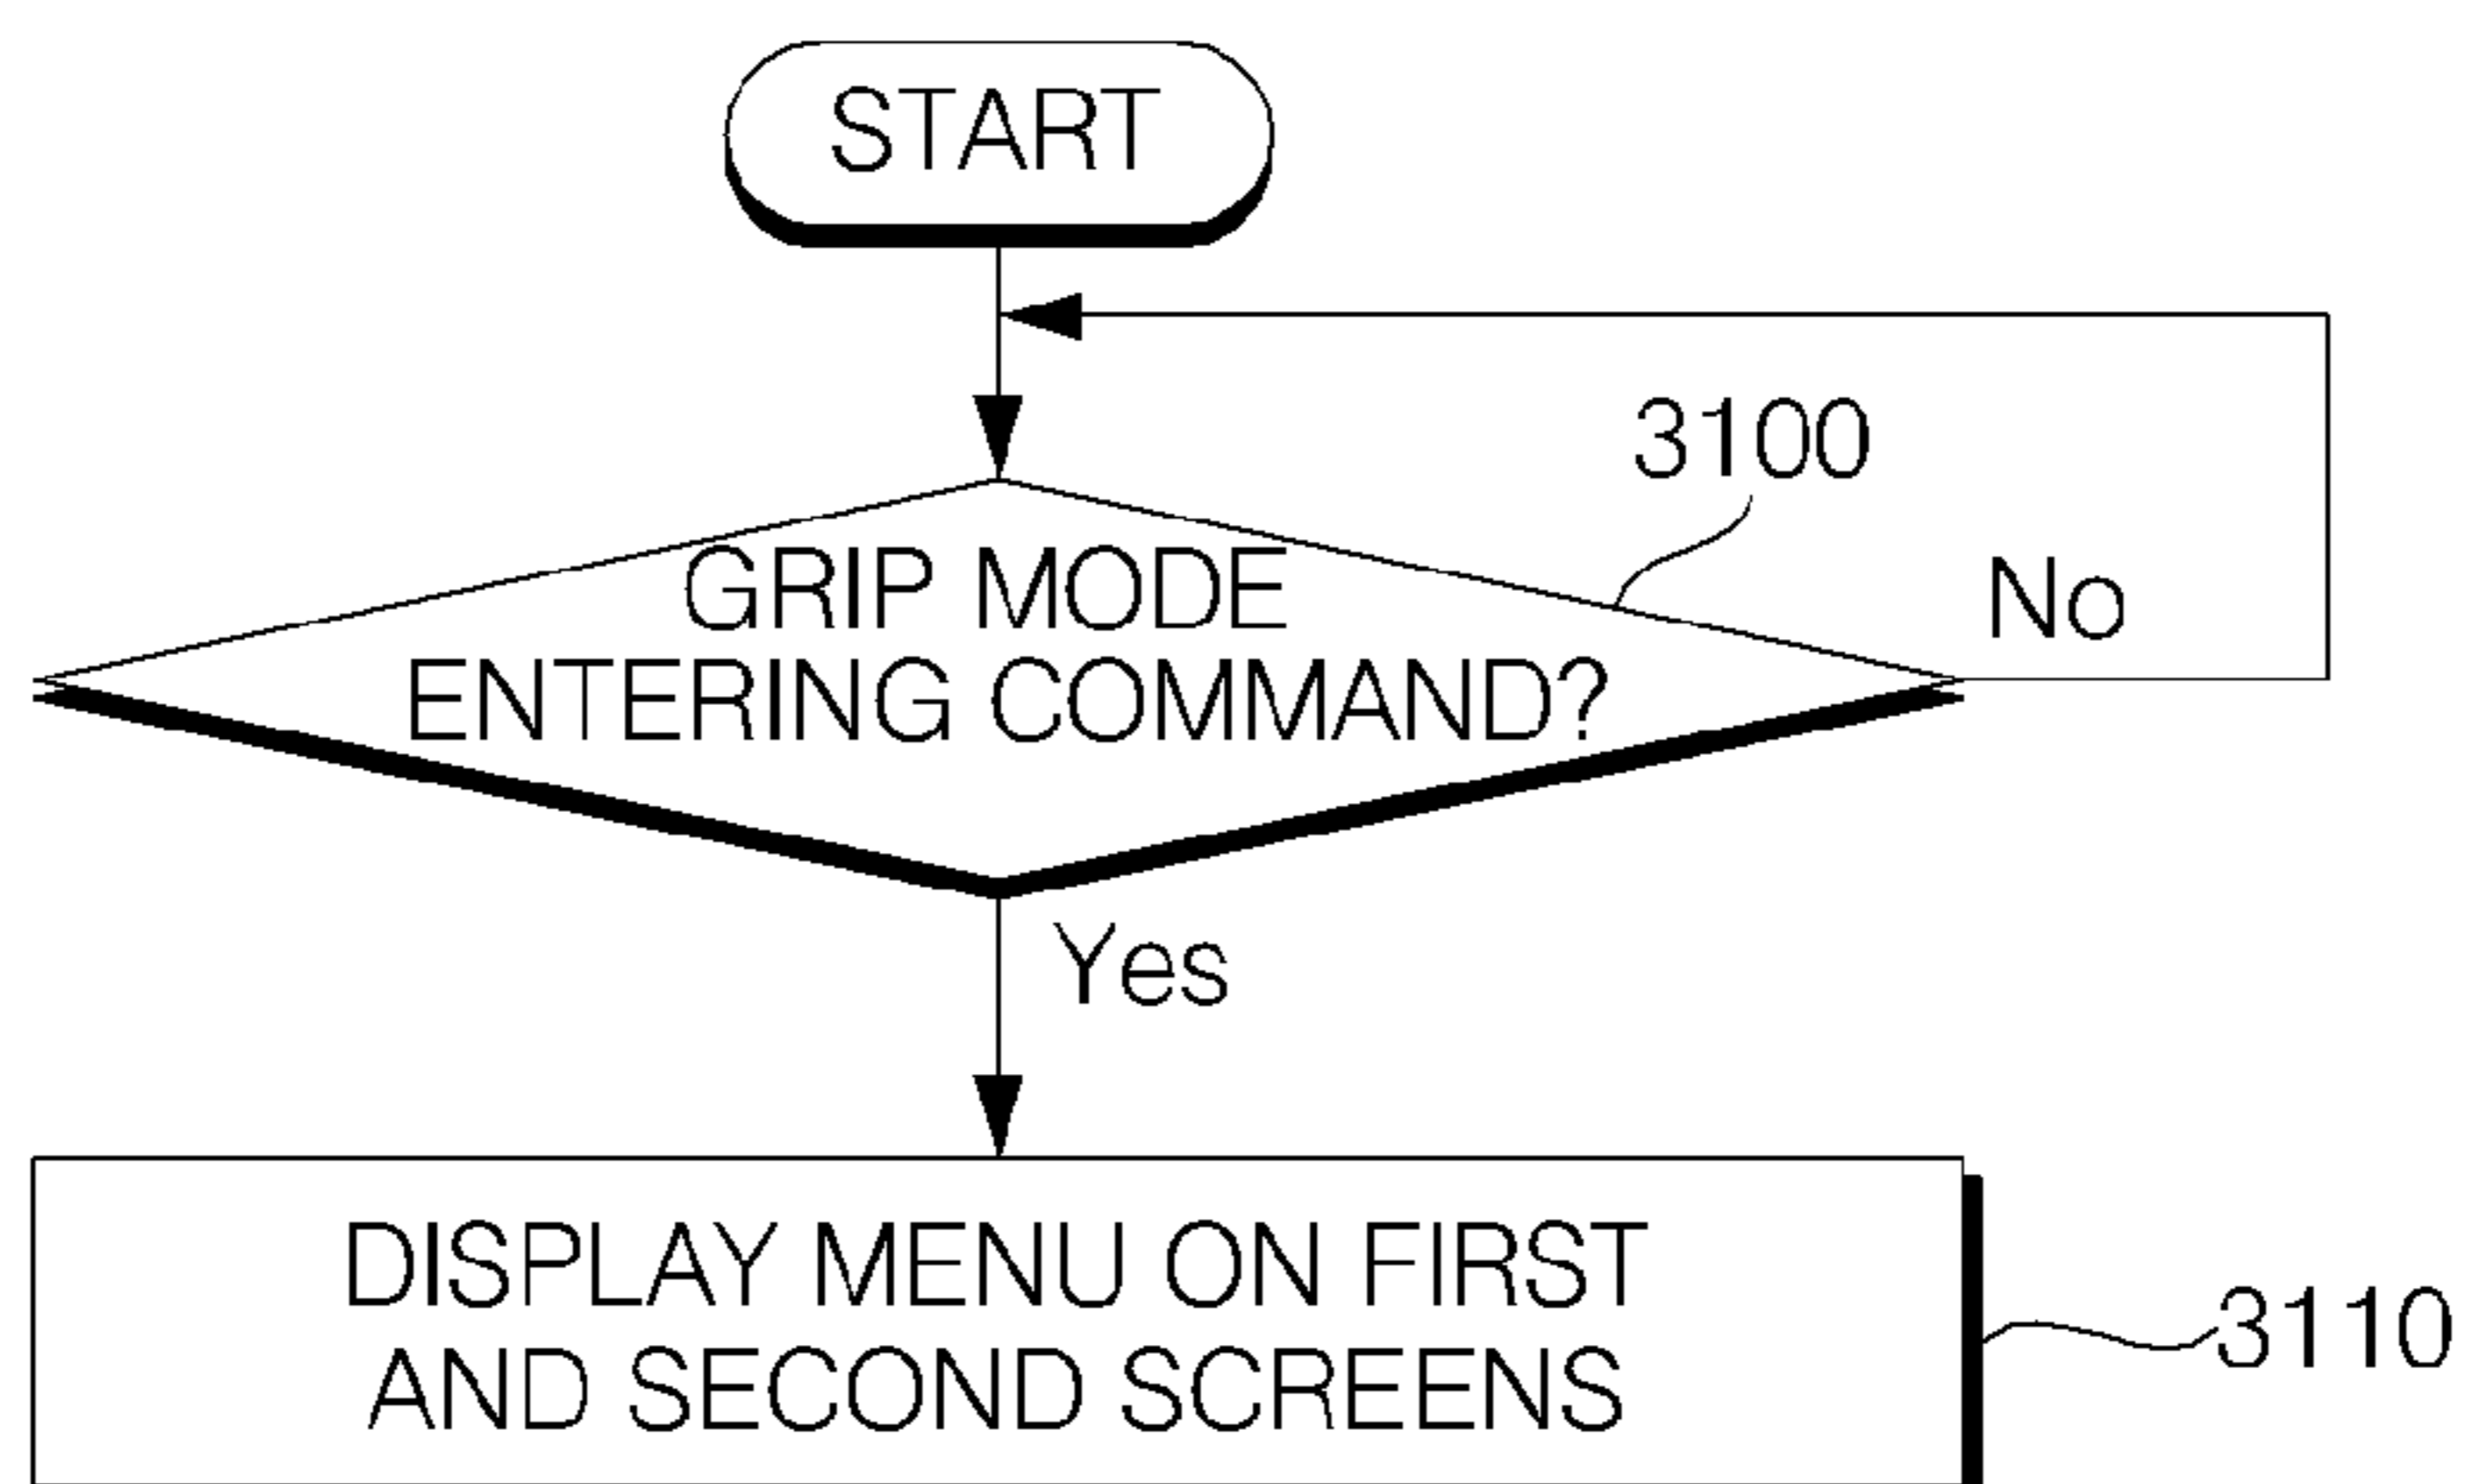 START
3100
No
GRIP MODE
ENTERING COMMAND?
Yes
DISPLAY MENU ON FIRST
AND SECOND SCREENS
3110